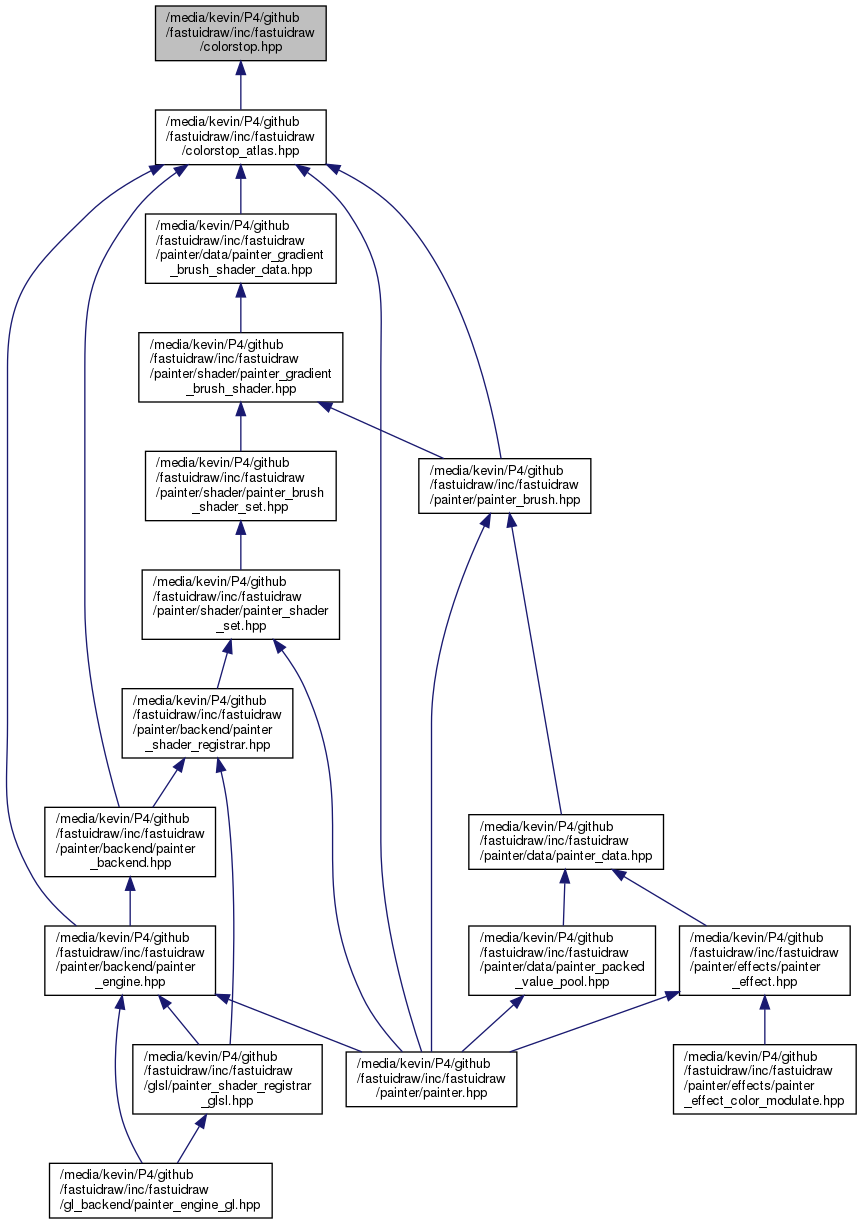 /media/kevin/P4/github
/fastuidraw/inc/fastuidraw
/colorstop.hpp
/media/kevin/P4/github
/fastuidraw/inc/fastuidraw
/colorstop_atlas.hpp
/media/kevin/P4/github
/fastuidraw/inc/fastuidraw
/painter/data/painter_gradient
_brush_shader_data.hpp
/media/kevin/P4/github
/fastuidraw/inc/fastuidraw
/painter/shader/painter_gradient
_brush_shader.hpp
/media/kevin/P4/github
/fastuidraw/inc/fastuidraw
/painter/shader/painter_brush
_shader_set.hpp
/media/kevin/P4/github
/fastuidraw/inc/fastuidraw
/painter/painter_brush.hpp
/media/kevin/P4/github
/fastuidraw/inc/fastuidraw
/painter/shader/painter_shader
_set.hpp
/media/kevin/P4/github
/fastuidraw/inc/fastuidraw
/painter/backend/painter
_shader_registrar.hpp
/media/kevin/P4/github
/fastuidraw/inc/fastuidraw
/painter/backend/painter
_backend.hpp
/media/kevin/P4/github
/fastuidraw/inc/fastuidraw
/painter/data/painter_data.hpp
/media/kevin/P4/github
/fastuidraw/inc/fastuidraw
/painter/backend/painter
_engine.hpp
/media/kevin/P4/github
/fastuidraw/inc/fastuidraw
/painter/data/painter_packed
_value_pool.hpp
/media/kevin/P4/github
/fastuidraw/inc/fastuidraw
/painter/effects/painter
_effect.hpp
/media/kevin/P4/github
/fastuidraw/inc/fastuidraw
/glsl/painter_shader_registrar
_glsl.hpp
/media/kevin/P4/github
/fastuidraw/inc/fastuidraw
/painter/painter.hpp
/media/kevin/P4/github
/fastuidraw/inc/fastuidraw
/painter/effects/painter
_effect_color_modulate.hpp
/media/kevin/P4/github
/fastuidraw/inc/fastuidraw
/gl_backend/painter_engine_gl.hpp